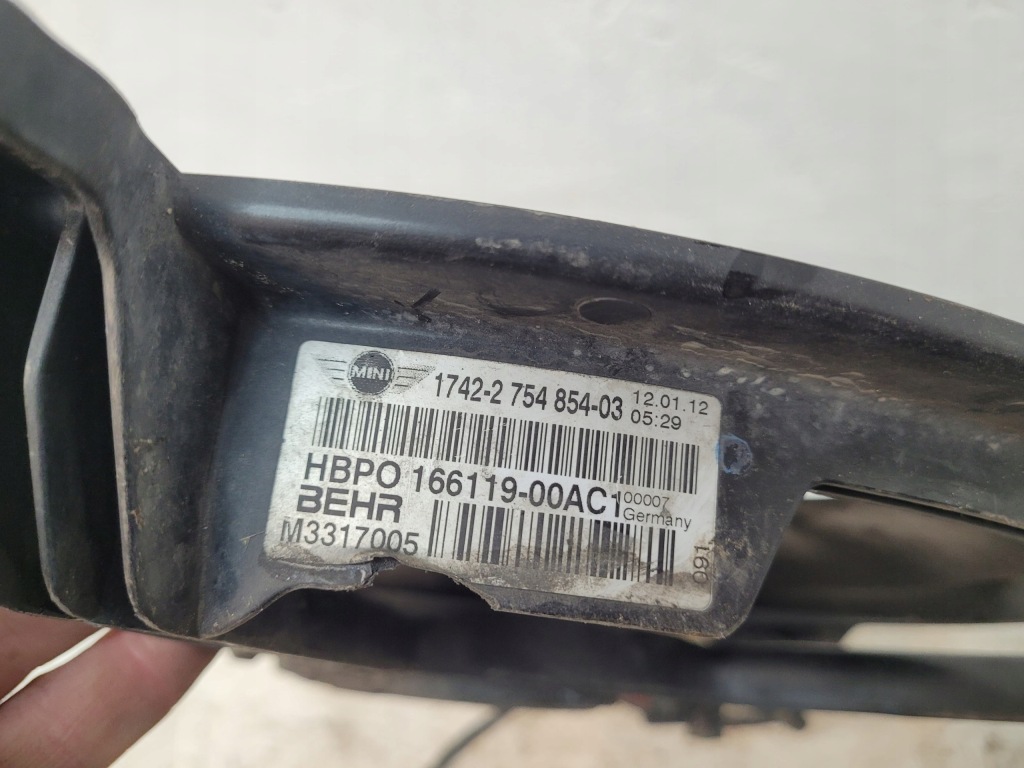 MINI 1742-2 754 854-03 12.01.12
05:29
HBPO 166119-00AC1 00007
Germany
BEHR
M3317005
091